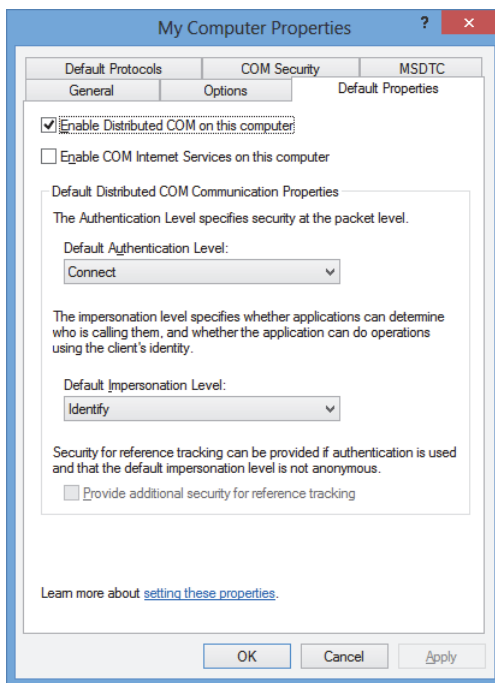 My Computer Properties
?
×
Default Protocols
COM Security
MSDTC
General
Options
Default Properties
Enable Distributed COM on this computer
Enable COM Internet Services on this computer
Default Distributed COM Communication Properties
The Authentication Level specifies security at the packet level.
Default Authentication Level:
Connect
The impersonation level specifies whether applications can determine
who is calling them, and whether the application can do operations
using the client's identity.
Default Impersonation Level:
Identify
Security for reference tracking can be provided if authentication is used
and that the default impersonation level is not anonymous.
Provide additional security for reference tracking
Learn more about setting these properties.
OK
Cancel
Apply